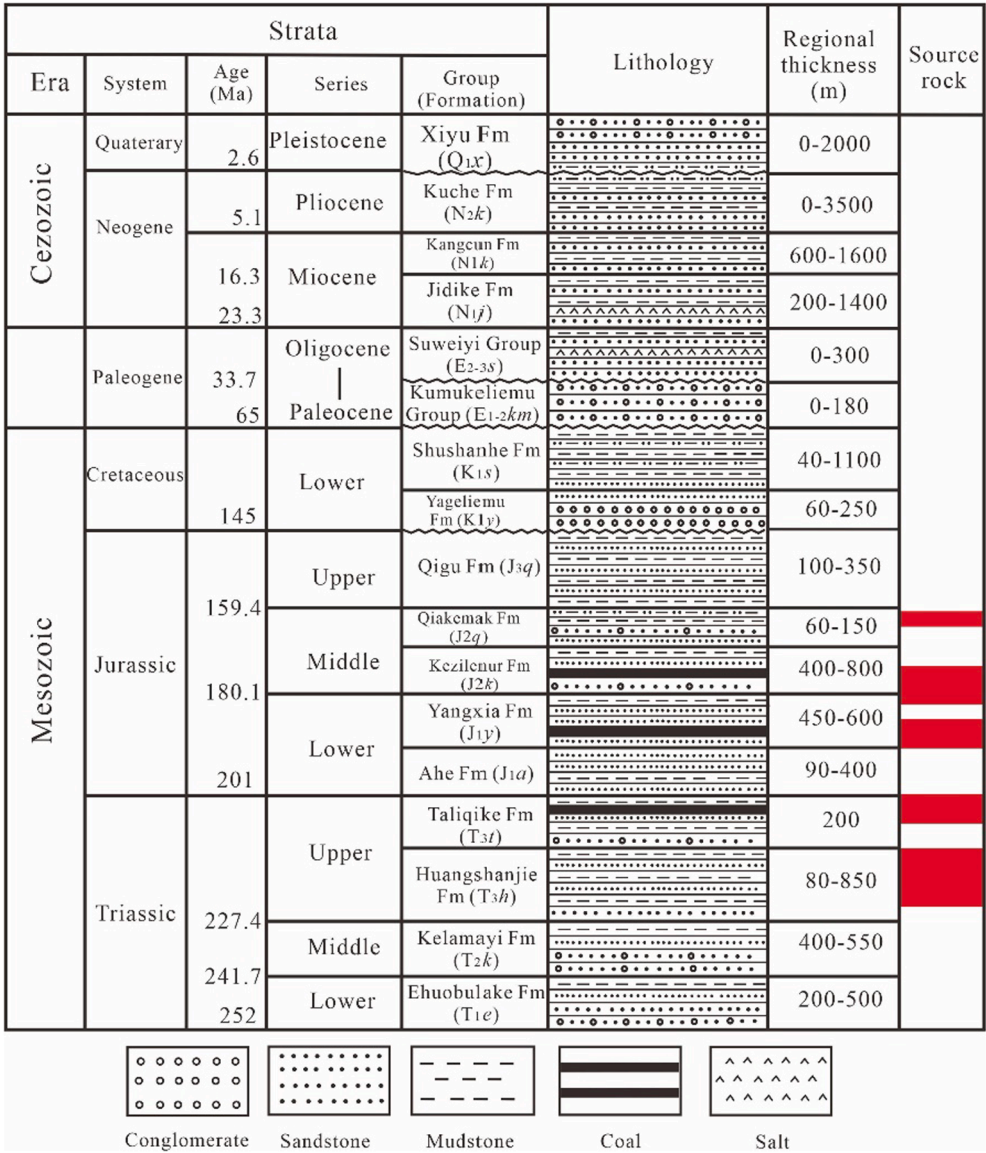 Strata
Lithology
Regional
thickness
(m)
Source
rock
Era
System
Age
(Ma)
Series
Group
(Formation)
Cezozoic
Quaterary
2.6
Pleistocene
Xiyu Fm
(Q1x)
0-2000
Neogene
5.1
Pliocene
Kuche Fm
(N2k)
0-3500
16.3
23.3
Miocene
Kangcun Fm
(N1k)
600-1600
Jidike Fm
(N1j)
200-1400
Paleogene
33.7
65
Oligocene
Paleocene
Suweiyi Group
(E2-3s)
0-300
Kumukeliemu
Group (E1-2km)
0-180
Mesozoic
Cretaceous
145
Lower
Shushanhe Fm
(K1s)
40-1100
Yageliemu
Fm (K1y)
60-250
Jurassic
159.4
Upper
Qigu Fm (J3q)
100-350
180.1
Middle
Qiakemak Fm
(J2q)
60-150
Kezilenur Fm
(J2k)
400-800
201
Lower
Yangxia Fm
(J1y)
450-600
Ahe Fm (J1a)
90-400
Triassic
227.4
Upper
Taliqike Fm
(T3t)
200
Huangshanjie
Fm (T3h)
80-850
241.7
Middle
Kelamayi Fm
(T2k)
400-550
252
Lower
Ehuobulake Fm
(T1e)
200-500
Conglomerate
Sandstone
Mudstone
Coal
Salt